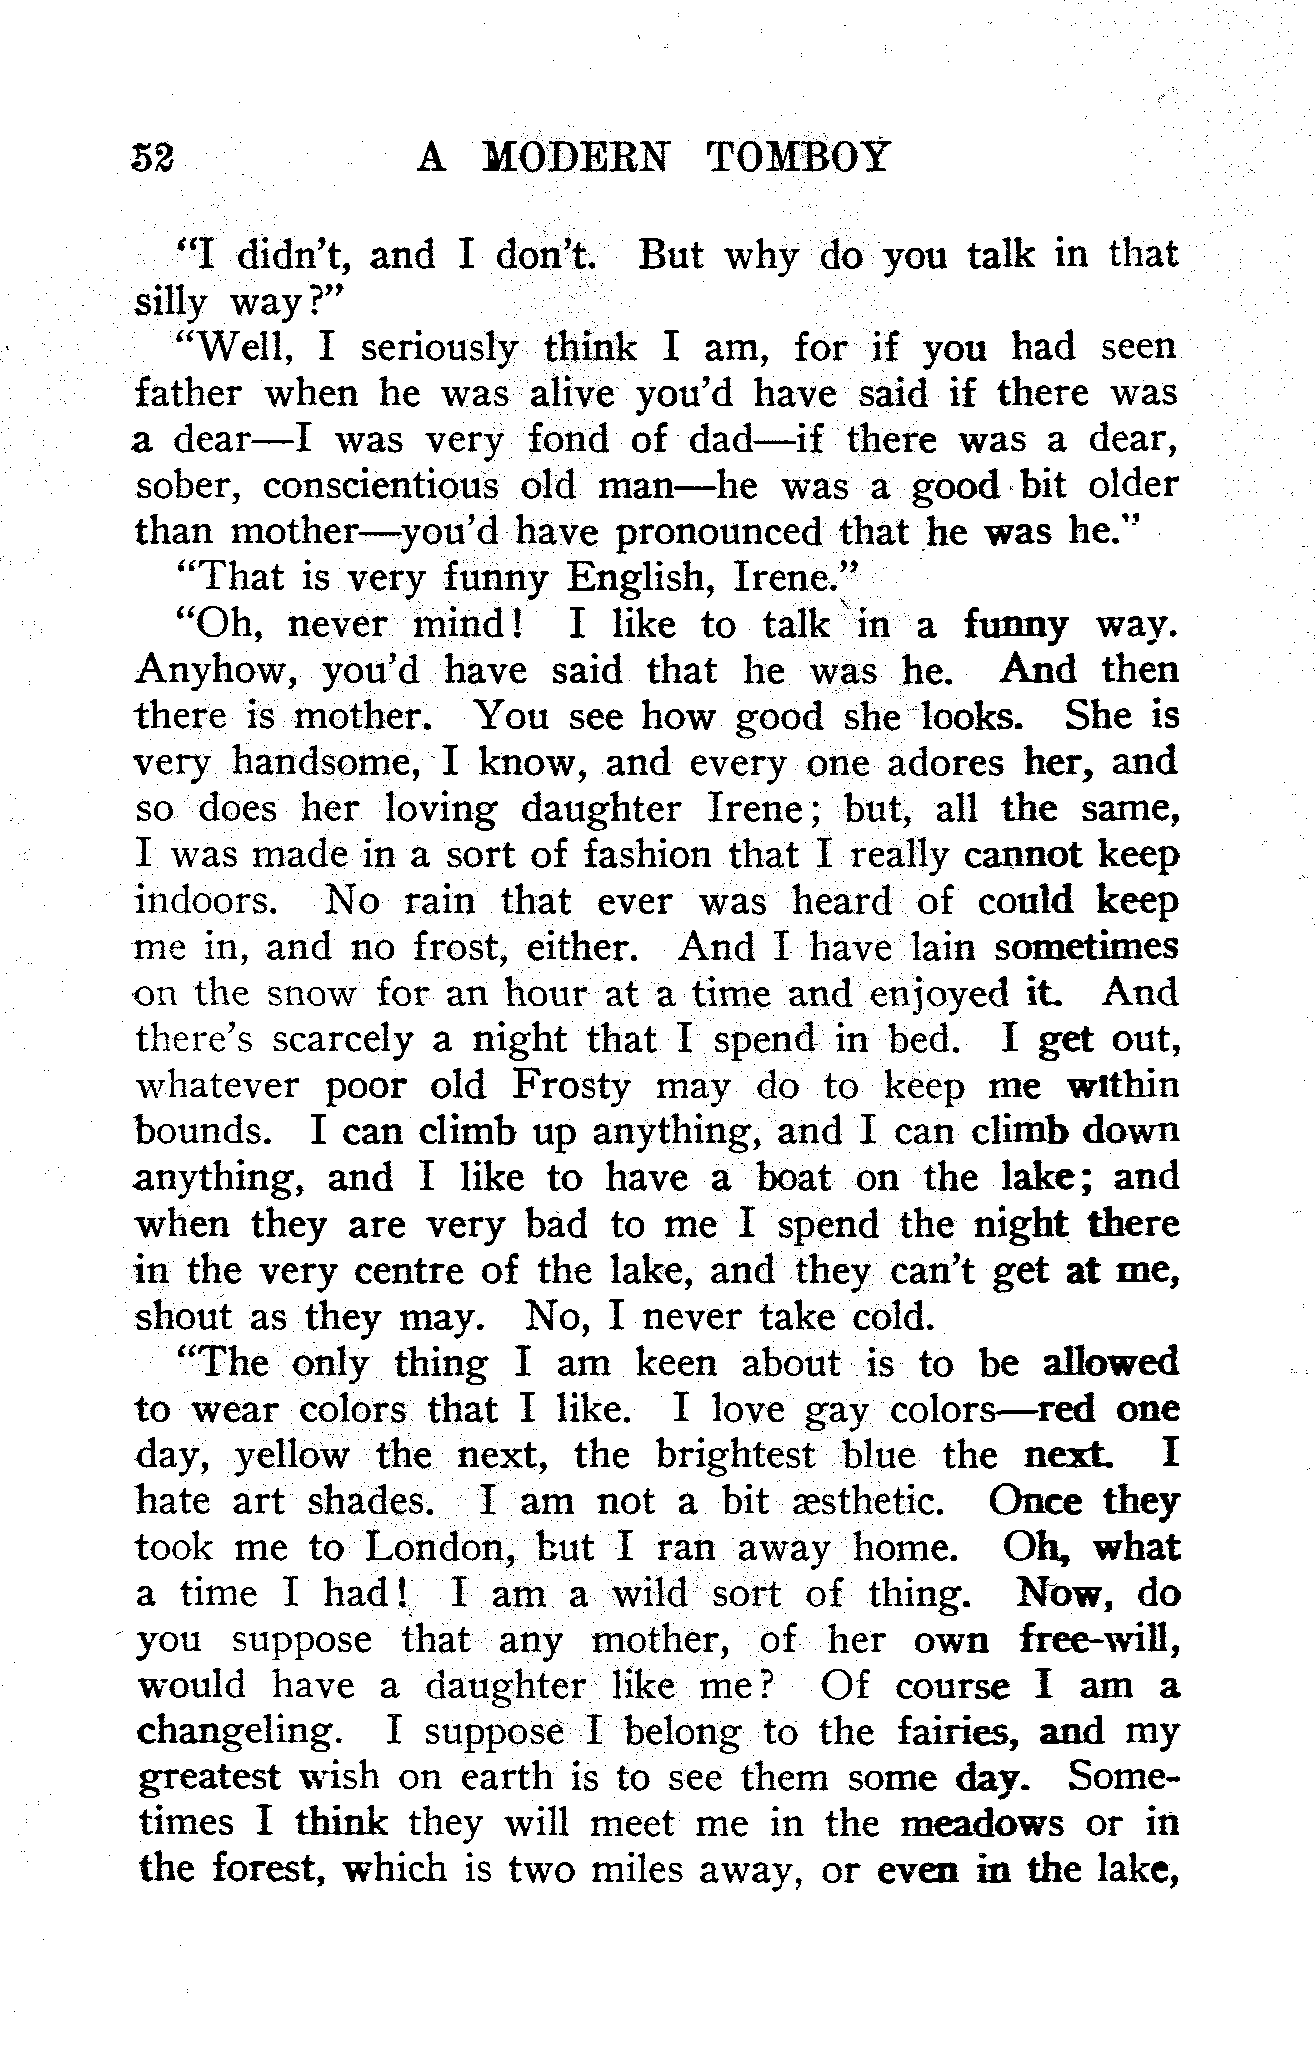 52 A MODERN TOMBOY
"I didn't, and I don't. But why do you talk in that
silly way?"
"Well, I seriously think I am, for if you had seen
father when he was alive you'd have said if there was
a dear—I was very fond of dad—if there was a dear,
sober, conscientious old man—he was a good bit older
than mother—you'd have pronounced that he was he."
"That is very funny English, Irene."
"Oh, never mind! I like to talk in a funny way.
Anyhow, you'd have said that he was he. And then
there is mother. You see how good she looks. She is
very handsome, I know, and every one adores her, and
so does her loving daughter Irene; but, all the same,
I was made in a sort of fashion that I really cannot keep
indoors. No rain that ever was heard of could keep
me in, and no frost, either. And I have lain sometimes
on the snow for an hour at a time and enjoyed it. And
there's scarcely a night that I spend in bed. I get out,
whatever poor old Frosty may do to keep me within
bounds. I can climb up anything, and I can climb down
anything, and I like to have a boat on the lake; and
when they are very bad to me I spend the night there
in the very centre of the lake, and they can't get at me,
shout as they may. No, I never take cold.
"The only thing I am keen about is to be allowed
to wear colors that I like. I love gay colors—red one
day, yellow the next, the brightest blue the next. I
hate art shades. I am not a bit æsthetic. Once they
took me to London, but I ran away home. Oh, what
a time I had! I am a wild sort of thing. Now, do
you suppose that any mother, of her own free-will,
would have a daughter like me? Of course I am a
changeling. I suppose I belong to the fairies, and my
greatest wish on earth is to see them some day. Some-
times I think they will meet me in the meadows or in
the forest, which is two miles away, or even in the lake,